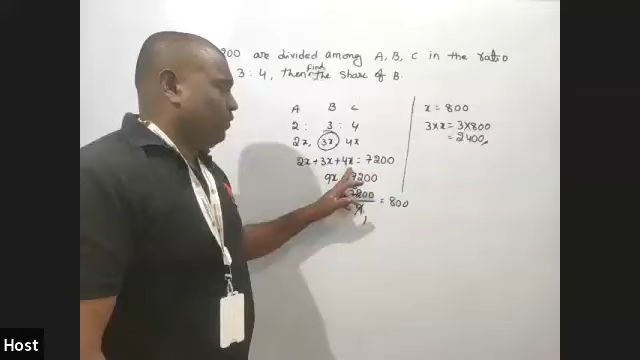 200 are divided among A, B, C in the ratio
3 : 4, then find the share of B.
A B C
2 : 3 : 4
2x, 3x 4x
2x + 3x + 4x = 7200
9x = 7200
7200 / 9 = 800
x = 800
3 x x = 3 x 800
= 2400
Host